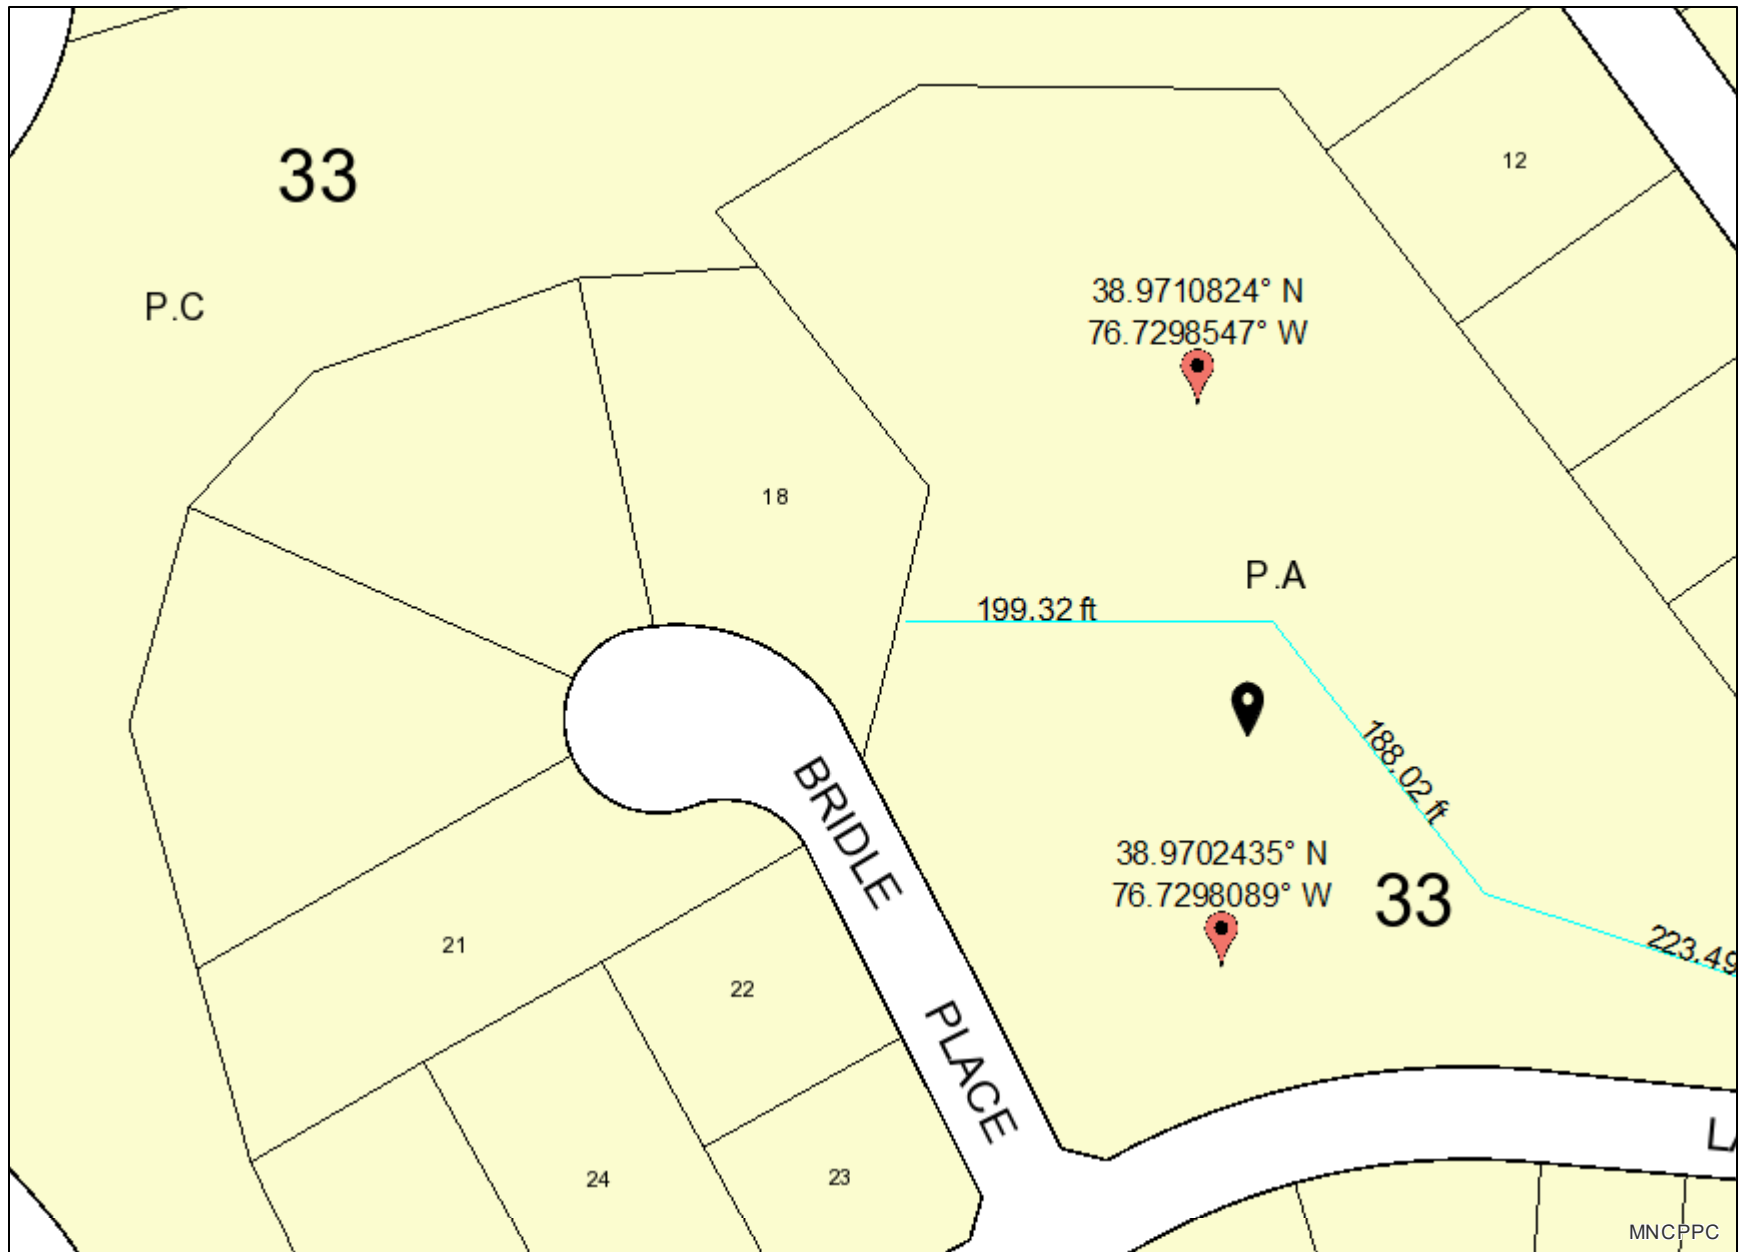 33
12
P.C
38.9710824° N
76.7298547° W
18
P.A
199.32 ft
188.02 ft
BRIDLE
38.9702435° N
76.7298089° W
33
223.49
21
22
PLACE
24
23
MNCPPC